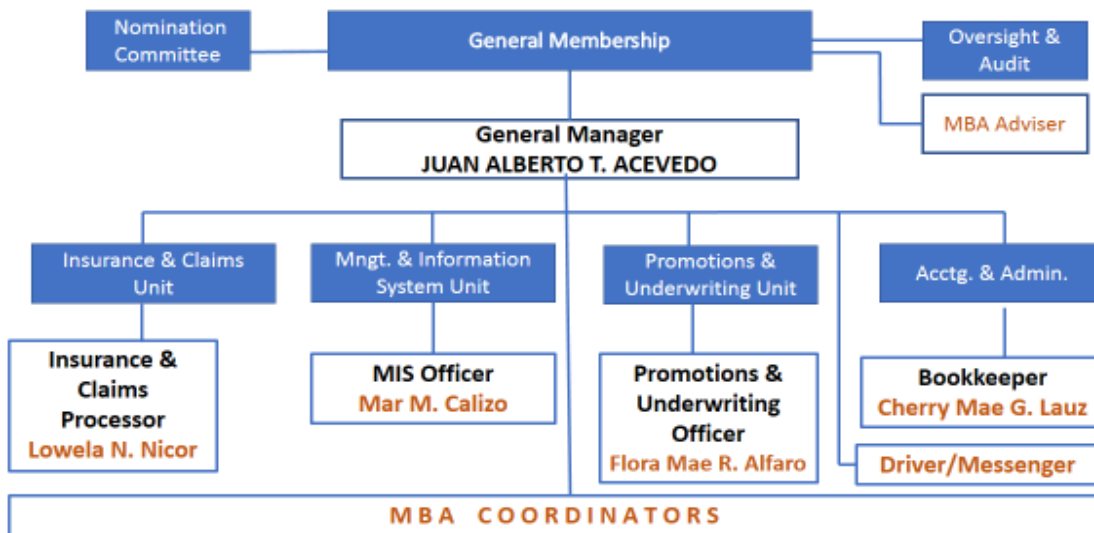 Nomination
Committee
General Membership
Oversight &
Audit
MBA Adviser
General Manager
JUAN ALBERTO T. ACEVEDO
Insurance & Claims
Unit
Mngt. & Information
System Unit
Promotions &
Underwriting Unit
Acctg. & Admin.
Insurance &
Claims
Processor
Lowela N. Nicor
MIS Officer
Mar M. Calizo
Promotions &
Underwriting
Officer
Flora Mae R. Alfaro
Bookkeeper
Cherry Mae G. Lauz
Driver/Messenger
MBA COORDINATORS